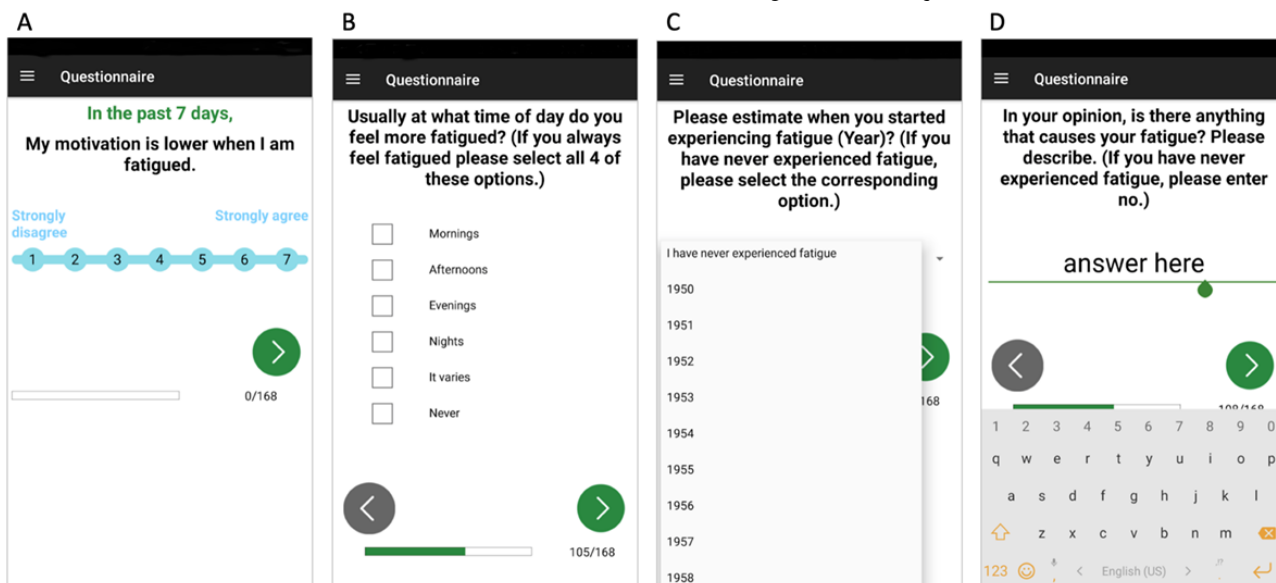 A
Questionnaire
In the past 7 days,
My motivation is lower when I am
fatigued.
Strongly
disagree
Strongly agree
1 2 3 4 5 6 7
0/168
B
Questionnaire
Usually at what time of day do you
feel more fatigued? (If you always
feel fatigued please select all 4 of
these options.)
Mornings
Afternoons
Evenings
Nights
It varies
Never
105/168
C
Questionnaire
Please estimate when you started
experiencing fatigue (Year)? (If you
have never experienced fatigue,
please select the corresponding
option.)
I have never experienced fatigue
1950
1951
1952
1953
1954
1955
1956
1957
1958
168
D
Questionnaire
In your opinion, is there anything
that causes your fatigue? Please
describe. (If you have never
experienced fatigue, please enter
no.)
answer here
108/168
1 2 3 4 5 6 7 8 9 0
q w e r t y u i o p
a s d f g h j k l
z x c v b n m
123 , < English (US) > .